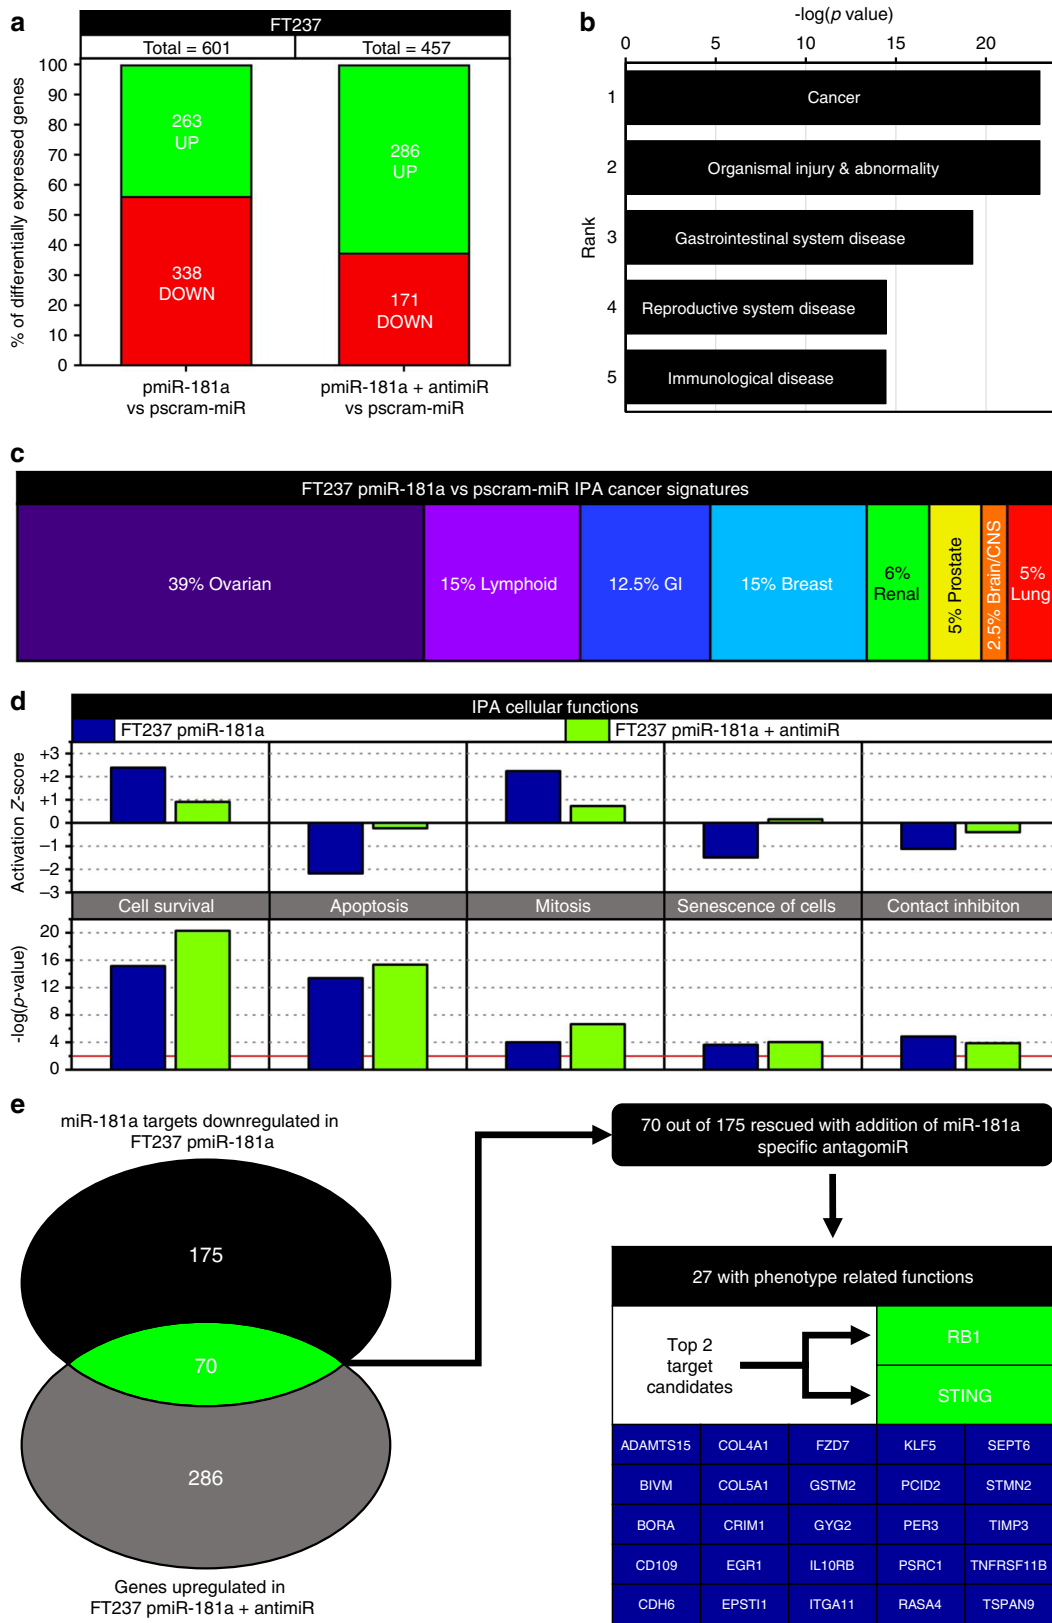 a
FT237
Total = 601
Total = 457
% of differentially expressed genes
100
90
80
70
60
50
40
30
20
10
0
263
UP
338
DOWN
286
UP
171
DOWN
pmiR-181a
vs pscram-miR
pmiR-181a + antimiR
vs pscram-miR
b
-log(p value)
0 5 10 15 20
Rank
1 Cancer
2 Organismal injury & abnormality
3 Gastrointestinal system disease
4 Reproductive system disease
5 Immunological disease
c
FT237 pmiR-181a vs pscram-miR IPA cancer signatures
39% Ovarian
15% Lymphoid
12.5% GI
15% Breast
6%
Renal
5% Prostate
2.5% Brain/CNS
5%
Lung
d
IPA cellular functions
FT237 pmiR-181a
FT237 pmiR-181a + antimiR
Activation Z-score
+3
+2
+1
0
−1
−2
−3
Cell survival
Apoptosis
Mitosis
Senescence of cells
Contact inhibiton
-log(p-value)
20
16
12
8
4
0
e
miR-181a targets downregulated in
FT237 pmiR-181a
175
70
286
Genes upregulated in
FT237 pmiR-181a + antimiR
70 out of 175 rescued with addition of miR-181a
specific antagomiR
27 with phenotype related functions
Top 2
target
candidates
RB1
STING
ADAMTS15 COL4A1 FZD7 KLF5 SEPT6
BIVM COL5A1 GSTM2 PCID2 STMN2
BORA CRIM1 GYG2 PER3 TIMP3
CD109 EGR1 IL10RB PSRC1 TNFRSF11B
CDH6 EPSTI1 ITGA11 RASA4 TSPAN9